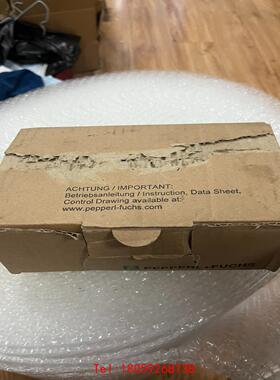 ACHTUNG / IMPORTANT:
Betriebsanleitung / Instruction, Data Sheet,
Control Drawing available at:
www.pepperl-fuchs.com
PEPPERL+FUCHS